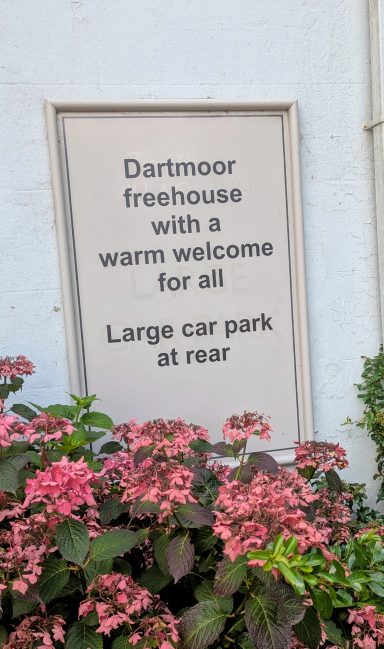 Dartmoor
freehouse
with a
warm welcome
for all
Large car park
at rear